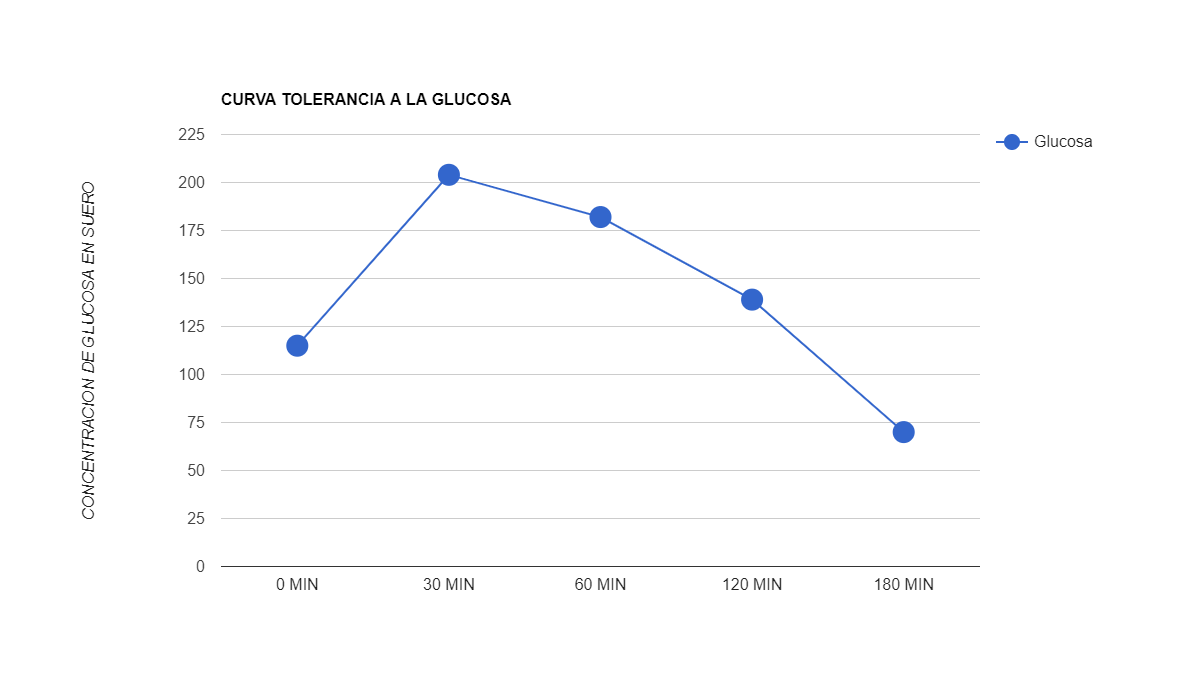 CURVA TOLERANCIA A LA GLUCOSA
Glucosa
CONCENTRACION DE GLUCOSA EN SUERO
225
200
175
150
125
100
75
50
25
0
0 MIN 30 MIN 60 MIN 120 MIN 180 MIN